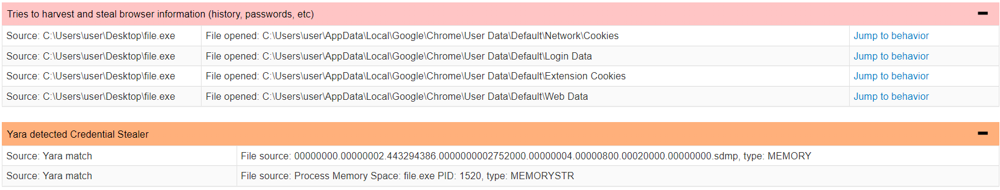 Tries to harvest and steal browser information (history, passwords, etc)
Source: C:\Users\user\Desktop\file.exe File opened: C:\Users\user\AppData\Local\Google\Chrome\User Data\Default\Network\Cookies Jump to behavior
Source: C:\Users\user\Desktop\file.exe File opened: C:\Users\user\AppData\Local\Google\Chrome\User Data\Default\Login Data Jump to behavior
Source: C:\Users\user\Desktop\file.exe File opened: C:\Users\user\AppData\Local\Google\Chrome\User Data\Default\Extension Cookies Jump to behavior
Source: C:\Users\user\Desktop\file.exe File opened: C:\Users\user\AppData\Local\Google\Chrome\User Data\Default\Web Data Jump to behavior
Yara detected Credential Stealer
Source: Yara match File source: 00000000.00000002.443294386.0000000002752000.00000004.00000800.00020000.00000000.sdmp, type: MEMORY
Source: Yara match File source: Process Memory Space: file.exe PID: 1520, type: MEMORYSTR